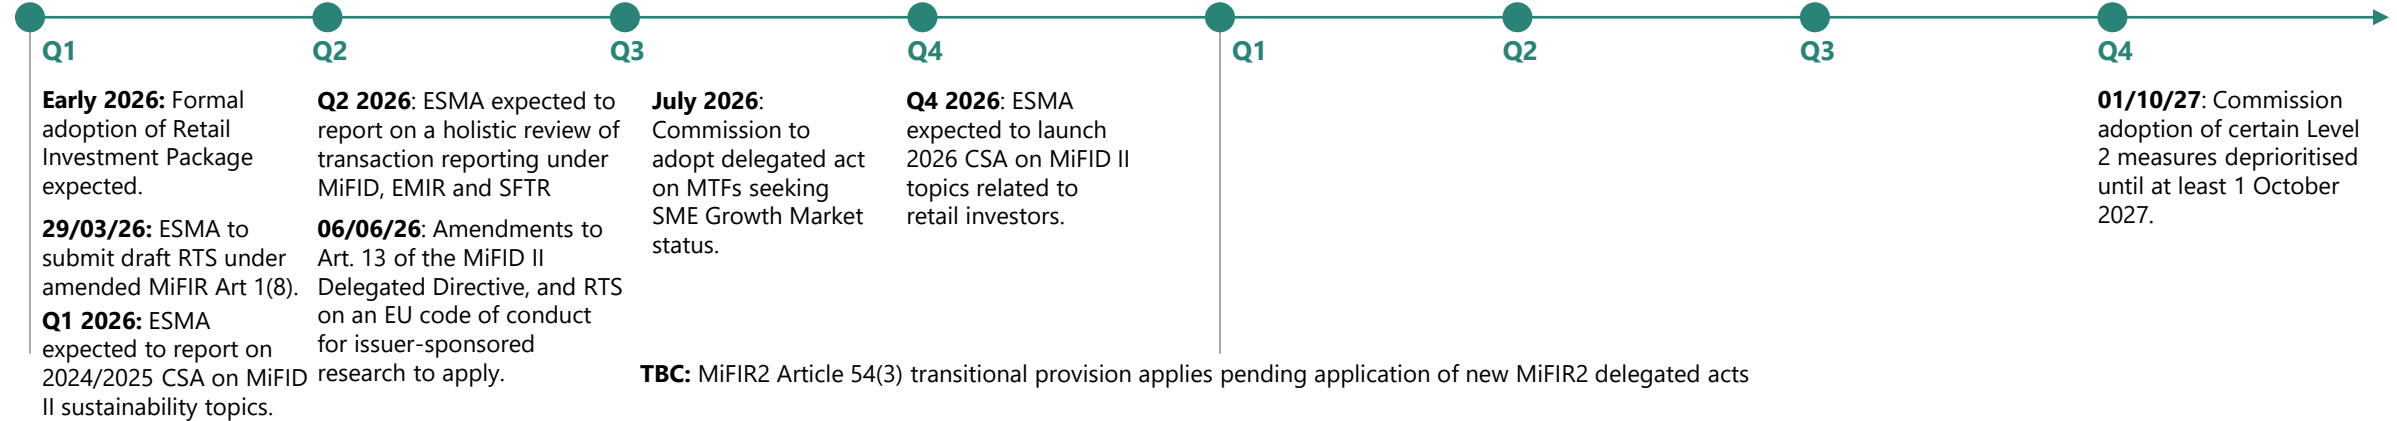 Q1
Q2
Q3
Q4
Q1
Q2
Q3
Q4
Early 2026: Formal
adoption of Retail
Investment Package
expected.
29/03/26: ESMA to
submit draft RTS under
amended MiFIR Art 1(8).
Q1 2026: ESMA
expected to report on
2024/2025 CSA on MiFID
II sustainability topics.
Q2 2026: ESMA expected to
report on a holistic review of
transaction reporting under
MiFID, EMIR and SFTR
06/06/26: Amendments to
Art. 13 of the MiFID II
Delegated Directive, and RTS
on an EU code of conduct
for issuer-sponsored
research to apply.
July 2026:
Commission to
adopt delegated act
on MTFs seeking
SME Growth Market
status.
Q4 2026: ESMA
expected to launch
2026 CSA on MiFID II
topics related to
retail investors.
01/10/27: Commission
adoption of certain Level
2 measures deprioritised
until at least 1 October
2027.
TBC: MiFIR2 Article 54(3) transitional provision applies pending application of new MiFIR2 delegated acts